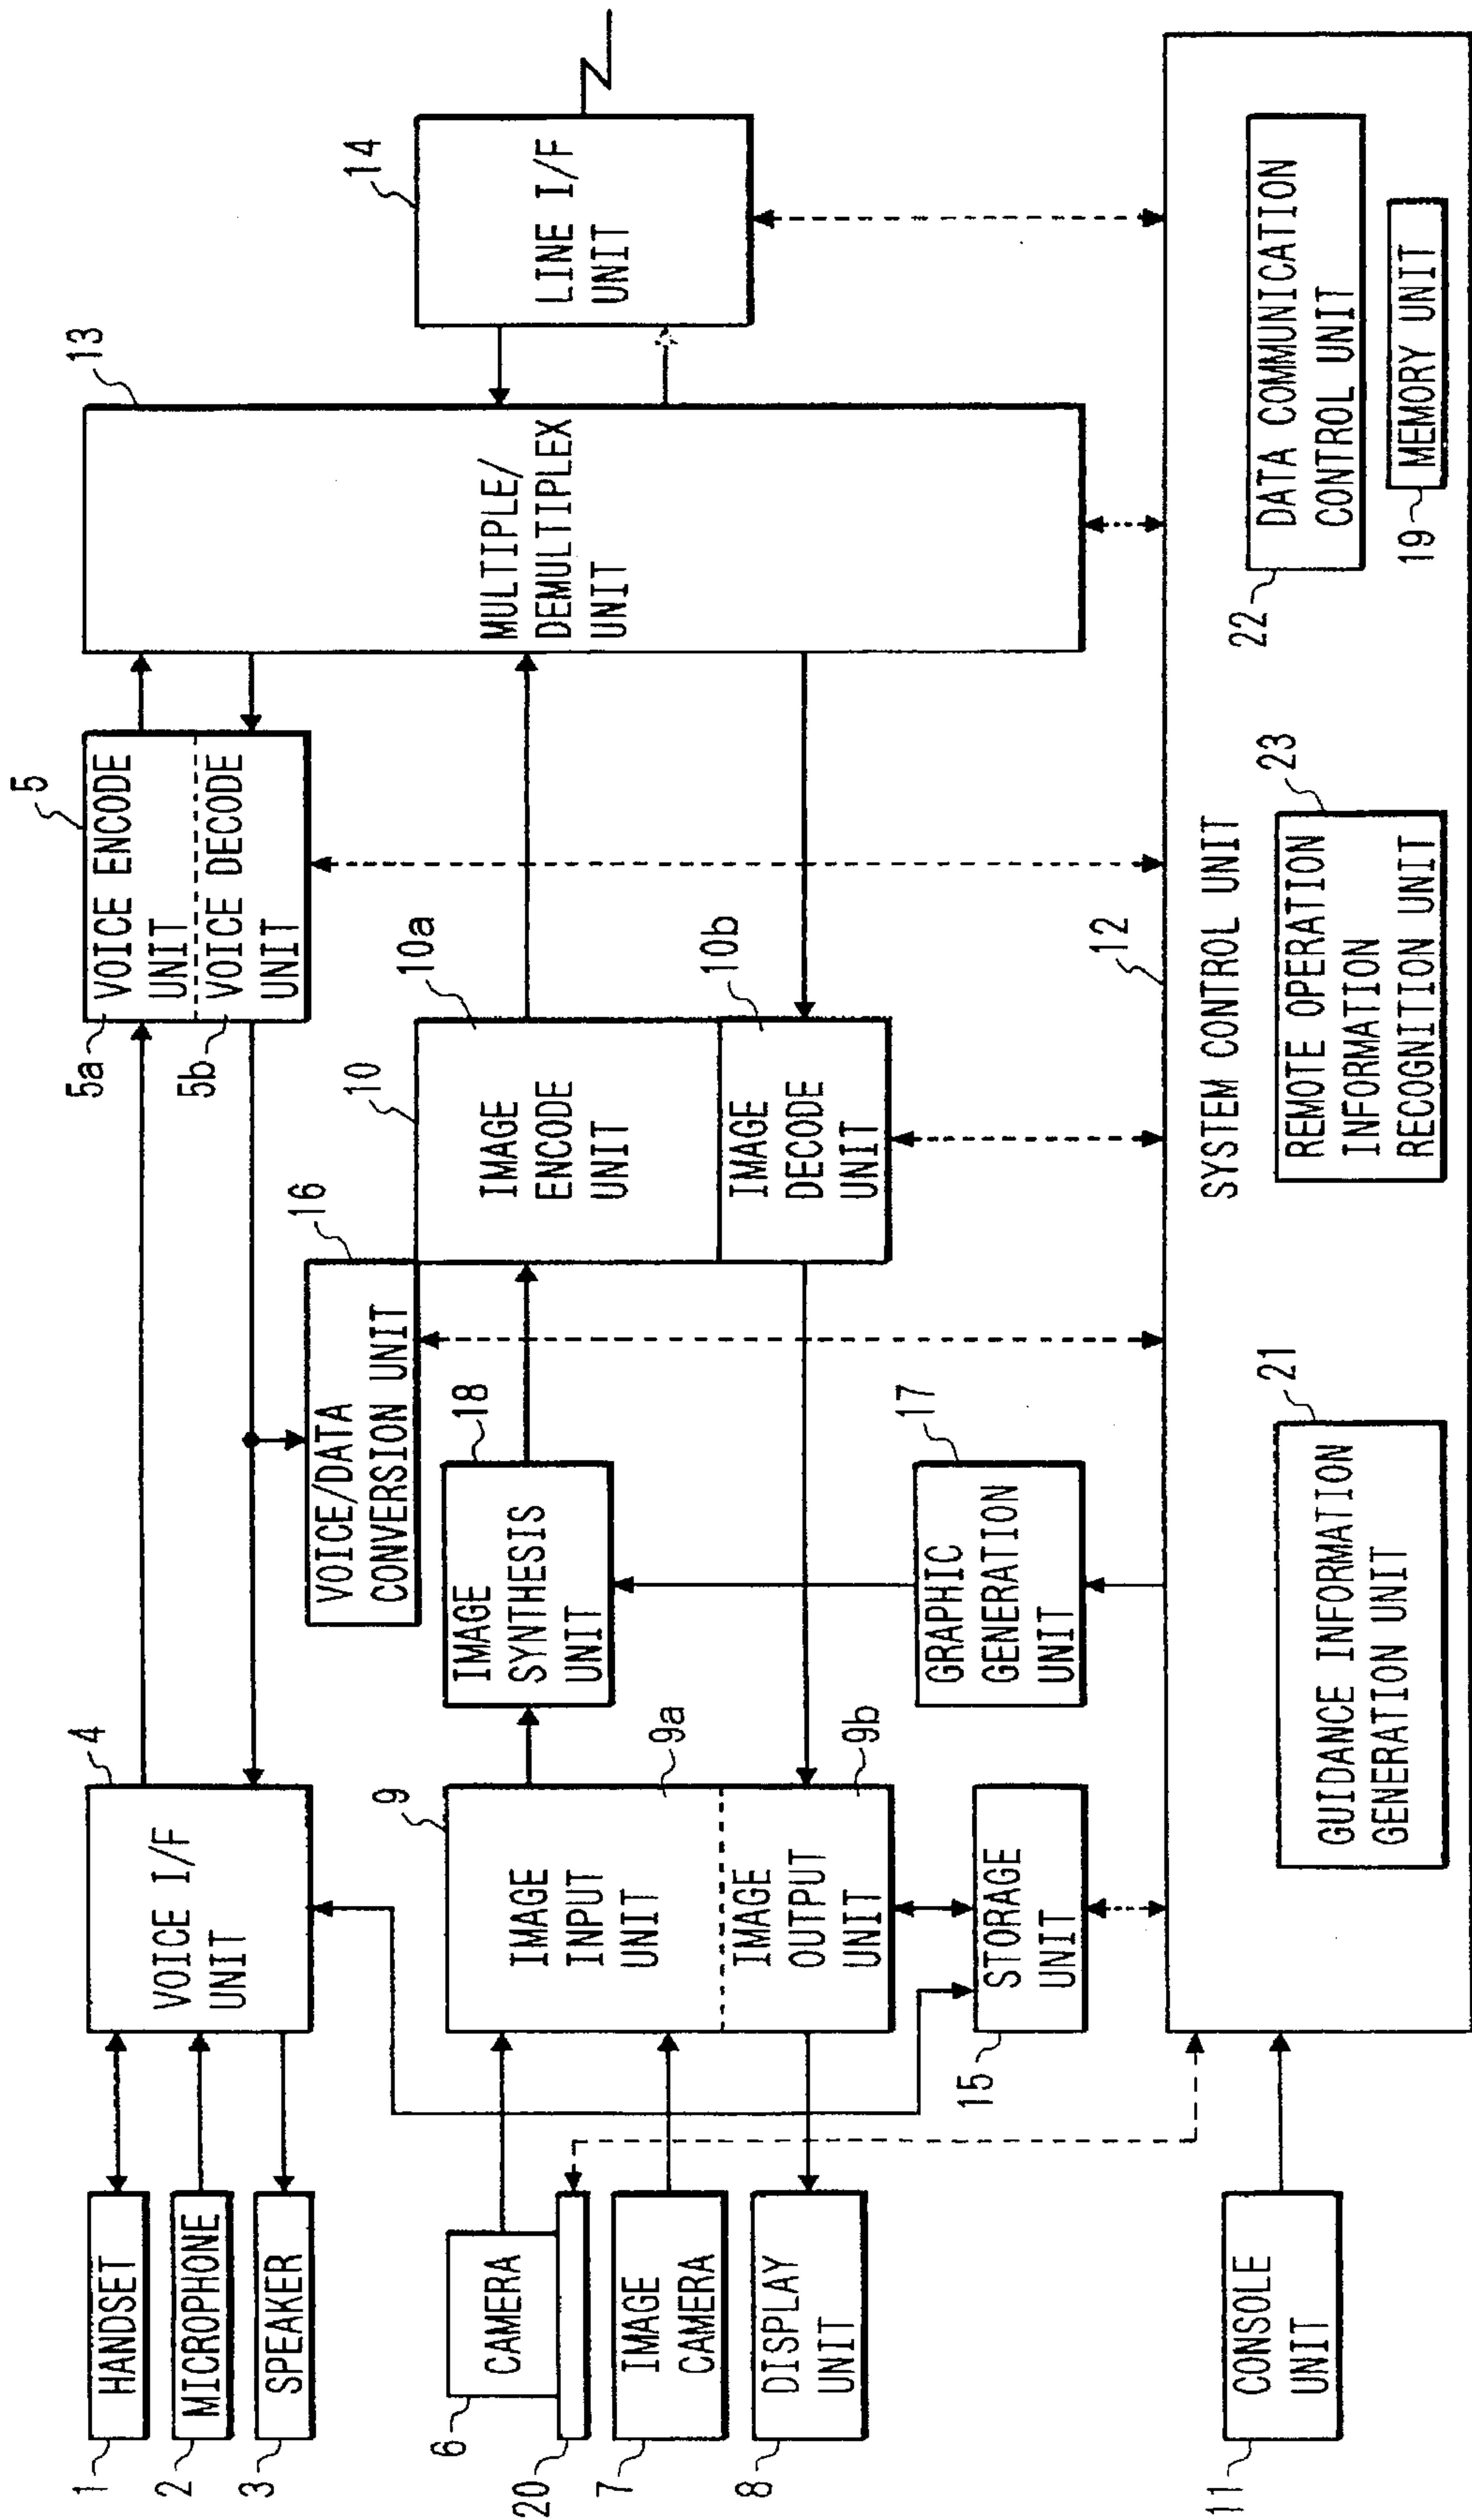 1
HANDSET
2
MICROPHONE
3
SPEAKER
4
VOICE I/F
UNIT
5
VOICE ENCODE
UNIT
5a
VOICE DECODE
UNIT
5b
13
MULTIPLE/
DEMULTIPLEX
UNIT
14
LINE I/F
UNIT
16
VOICE/DATA
CONVERSION UNIT
6
CAMERA
20
7
IMAGE
CAMERA
8
DISPLAY
UNIT
9
IMAGE
INPUT
UNIT
9a
IMAGE
OUTPUT
UNIT
9b
18
IMAGE
SYNTHESIS
UNIT
10
IMAGE
ENCODE
UNIT
10a
IMAGE
DECODE
UNIT
10b
15
STORAGE
UNIT
17
GRAPHIC
GENERATION
UNIT
11
CONSOLE
UNIT
12
SYSTEM CONTROL UNIT
21
GUIDANCE INFORMATION
GENERATION UNIT
23
REMOTE OPERATION
INFORMATION
RECOGNITION UNIT
22
DATA COMMUNICATION
CONTROL UNIT
19
MEMORY UNIT